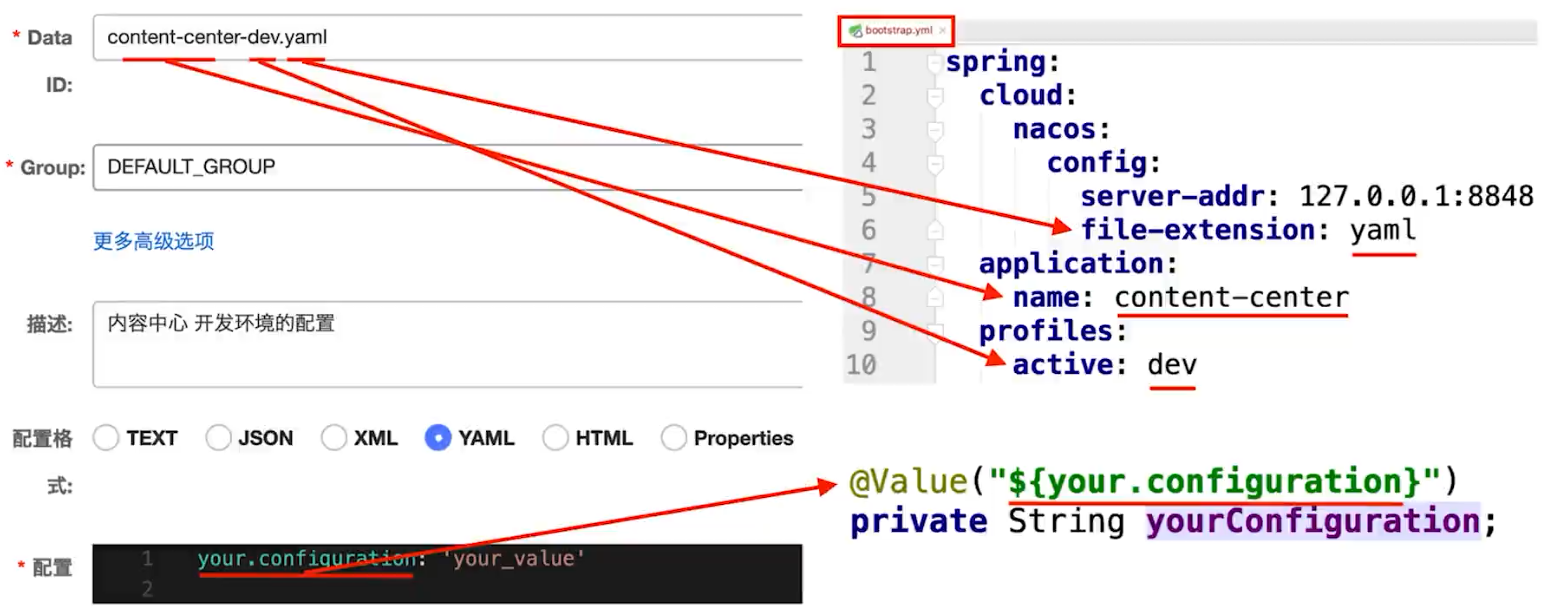 * Data
ID:
content-center-dev.yaml
* Group:
DEFAULT_GROUP
更多高级选项
描述:
内容中心 开发环境的配置
配置格
式:
TEXT JSON XML YAML HTML Properties
* 配置
1 your.configuration: 'your_value'
2
bootstrap.yml ×
1 spring:
2 cloud:
3 nacos:
4 config:
5 server-addr: 127.0.0.1:8848
6 file-extension: yaml
7 application:
8 name: content-center
9 profiles:
10 active: dev
@Value("${your.configuration}")
private String yourConfiguration;